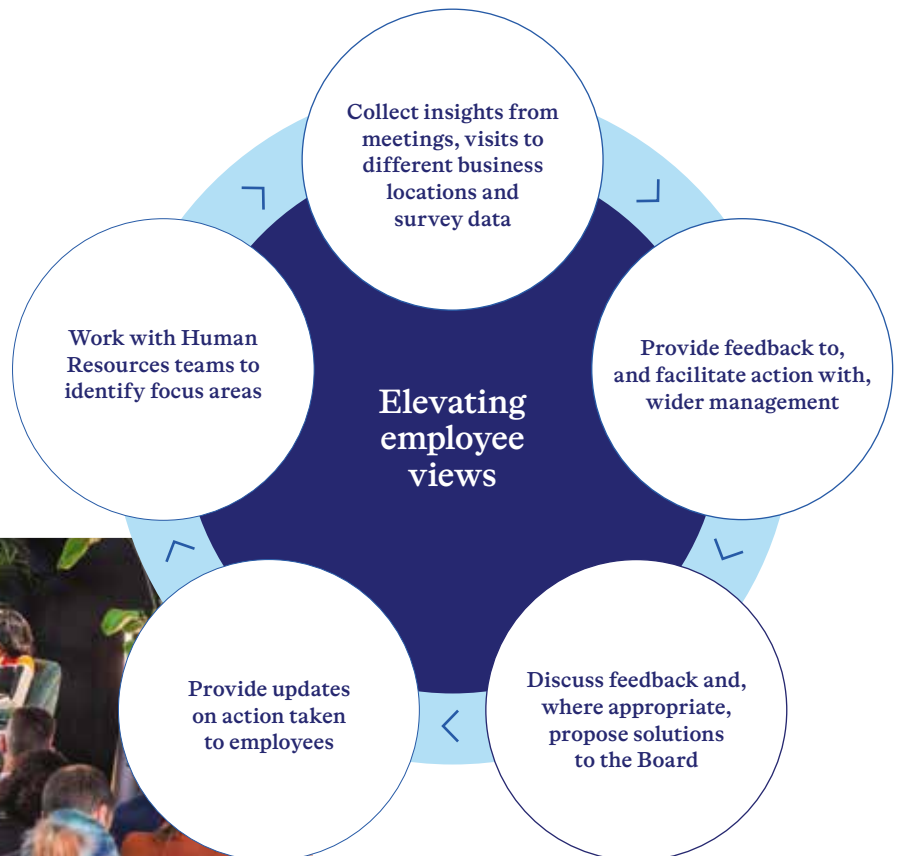 Collect insights from
meetings, visits to
different business
locations and
survey data
Provide feedback to,
and facilitate action with,
wider management
Discuss feedback and,
where appropriate,
propose solutions
to the Board
Provide updates
on action taken
to employees
Work with Human
Resources teams to
identify focus areas
Elevating
employee
views